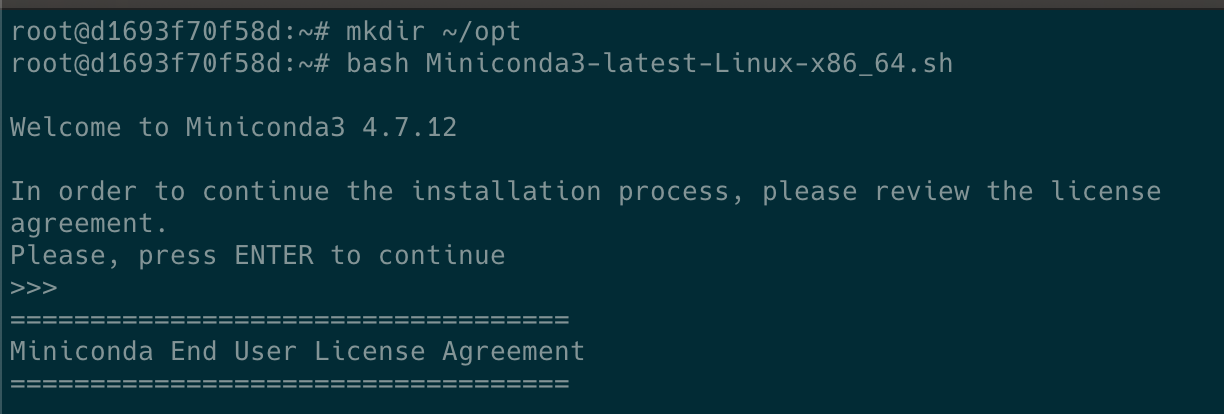 root@d1693f70f58d:~# mkdir ~/opt
root@d1693f70f58d:~# bash Miniconda3-latest-Linux-x86_64.sh
Welcome to Miniconda3 4.7.12
In order to continue the installation process, please review the license
agreement.
Please, press ENTER to continue
>>>
===================================
Miniconda End User License Agreement
===================================